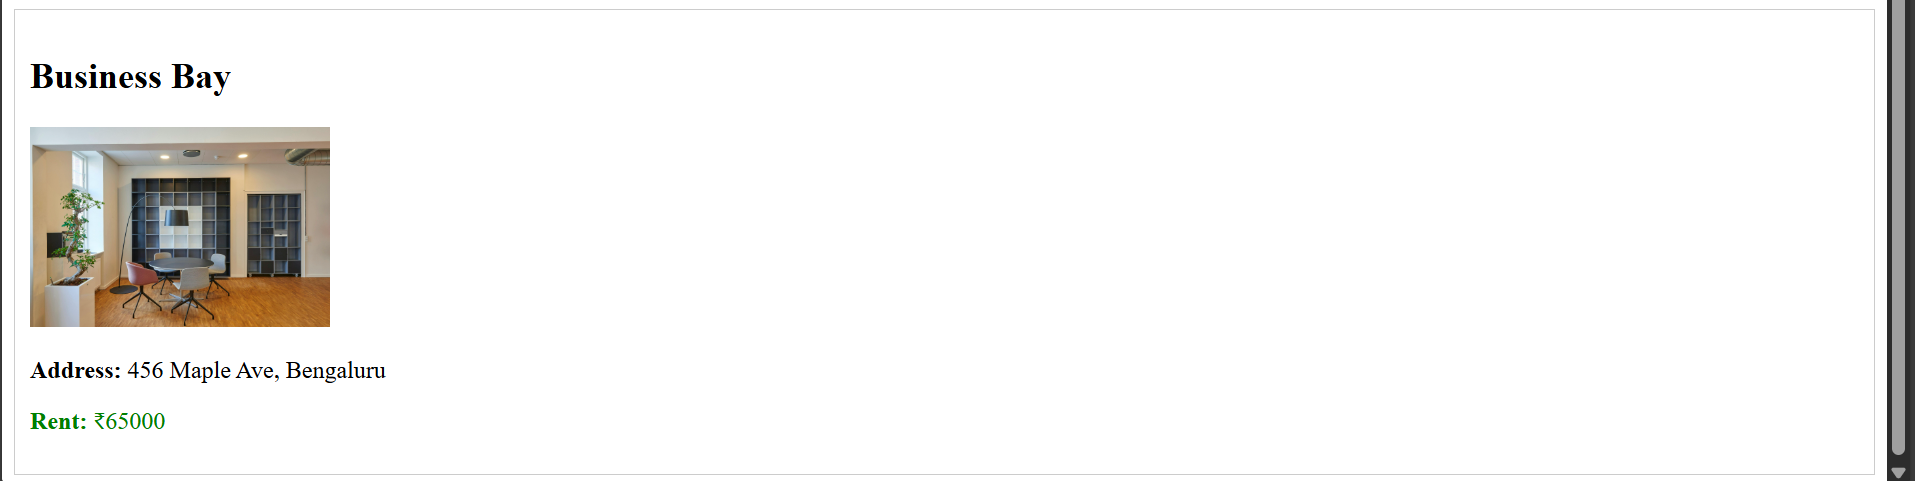 Business Bay
Address: 456 Maple Ave, Bengaluru
Rent: ₹65000